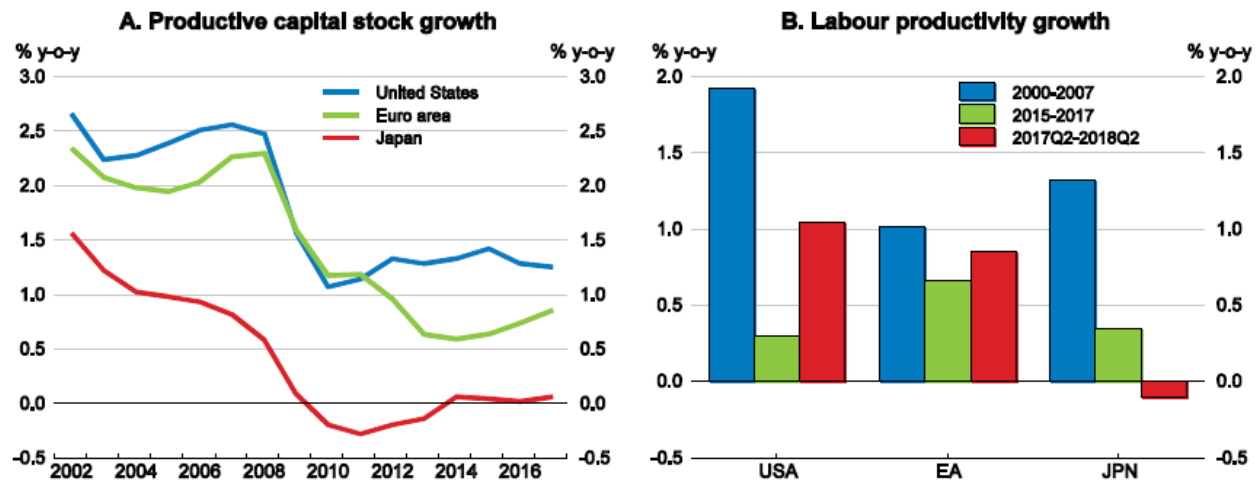 A. Productive capital stock growth
% y-o-y % y-o-y
3.0 3.0
United States
Euro area
Japan
2.5 2.5
2.0 2.0
1.5 1.5
1.0 1.0
0.5 0.5
0.0 0.0
-0.5 -0.5
2002 2004 2006 2008 2010 2012 2014 2016
B. Labour productivity growth
% y-o-y % y-o-y
2.0 2.0
2000-2007
2015-2017
2017Q2-2018Q2
1.5 1.5
1.0 1.0
0.5 0.5
0.0 0.0
-0.5 -0.5
USA EA JPN